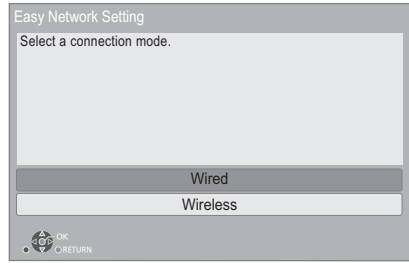 Easy Network Setting
Select a connection mode.
Wired
Wireless
OK
RETURN